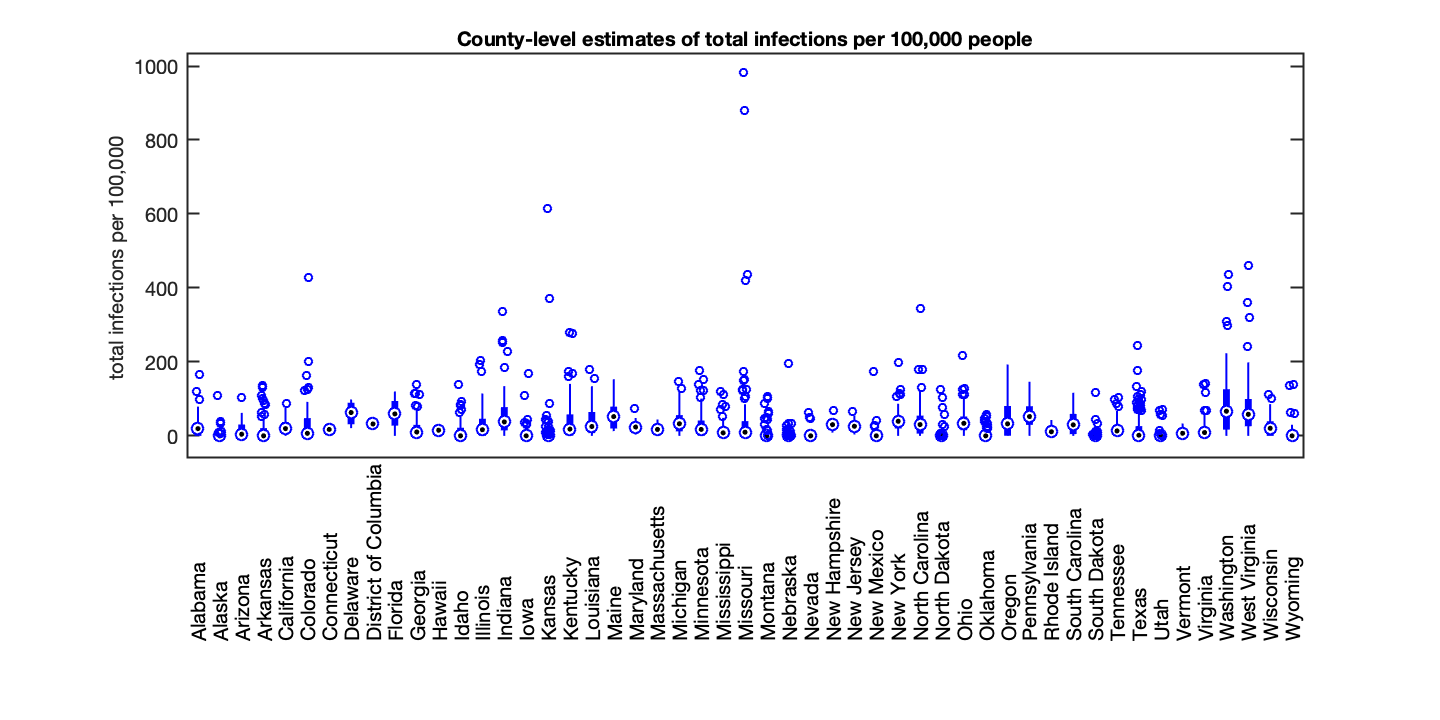 County-level estimates of total infections per 100,000 people
total infections per 100,000
1000
800
600
400
200
0
Alabama
Alaska
Arizona
Arkansas
California
Colorado
Connecticut
Delaware
District of Columbia
Florida
Georgia
Hawaii
Idaho
Illinois
Indiana
Iowa
Kansas
Kentucky
Louisiana
Maine
Maryland
Massachusetts
Michigan
Minnesota
Mississippi
Missouri
Montana
Nebraska
Nevada
New Hampshire
New Jersey
New Mexico
New York
North Carolina
North Dakota
Ohio
Oklahoma
Oregon
Pennsylvania
Rhode Island
South Carolina
South Dakota
Tennessee
Texas
Utah
Vermont
Virginia
Washington
West Virginia
Wisconsin
Wyoming